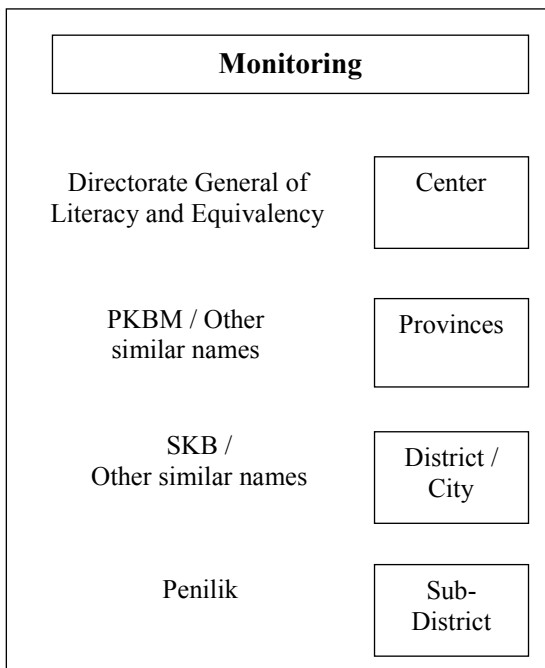 Monitoring
Directorate General of
Literacy and Equivalency
Center
PKBM / Other
similar names
Provinces
SKB /
Other similar names
District /
City
Penilik
Sub-
District